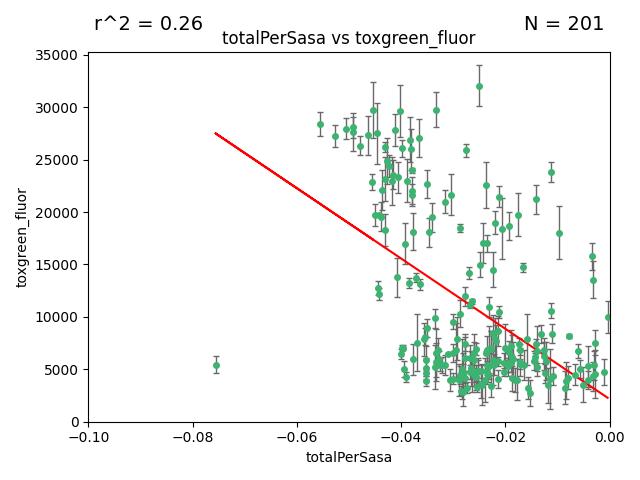 r^2 = 0.26
N = 201
totalPerSasa vs toxgreen_fluor
35000
30000
25000
20000
15000
10000
5000
0
toxgreen_fluor
−0.10
−0.08
−0.06
−0.04
−0.02
0.00
totalPerSasa